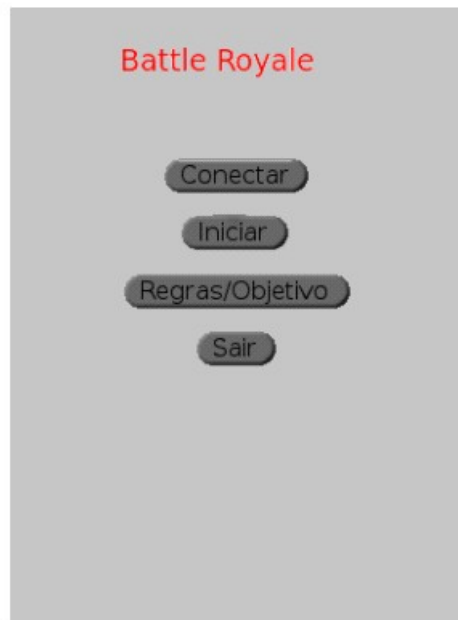 Battle Royale
Conectar
Iniciar
Regras/Objetivo
Sair